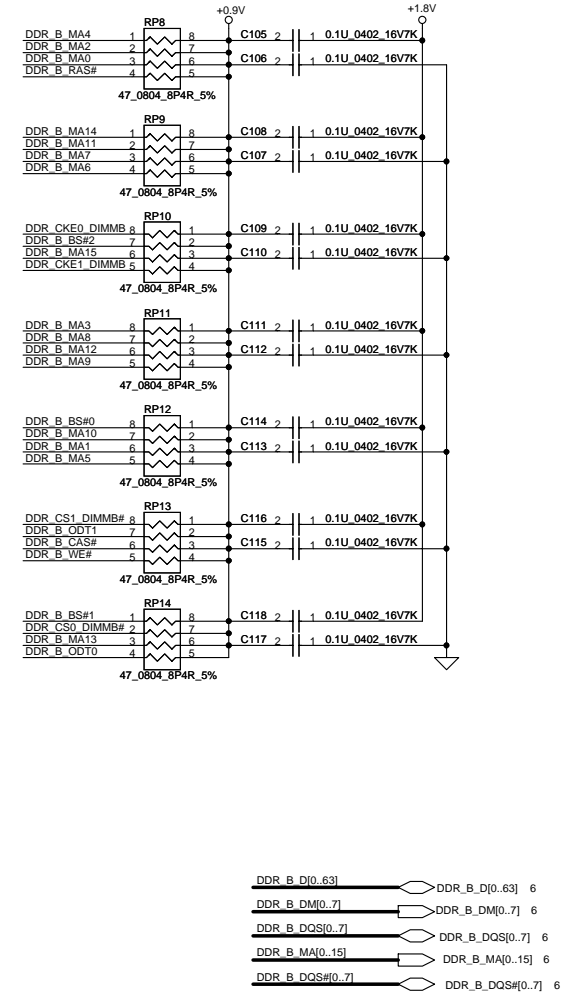 +0.9V +1.8V
RP8
DDR_B_MA4 1 8 C105 2 1 0.1U_0402_16V7K
DDR_B_MA2 2 7
DDR_B_MA0 3 6 C106 2 1 0.1U_0402_16V7K
DDR_B_RAS# 4 5
47_0804_8P4R_5%
RP9
DDR_B_MA14 1 8 C108 2 1 0.1U_0402_16V7K
DDR_B_MA11 2 7
DDR_B_MA7 3 6 C107 2 1 0.1U_0402_16V7K
DDR_B_MA6 4 5
47_0804_8P4R_5%
RP10
DDR_CKE0_DIMMB 8 1 C109 2 1 0.1U_0402_16V7K
DDR_B_BS#2 7 2
DDR_B_MA15 6 3 C110 2 1 0.1U_0402_16V7K
DDR_CKE1_DIMMB 5 4
47_0804_8P4R_5%
RP11
DDR_B_MA3 8 1 C111 2 1 0.1U_0402_16V7K
DDR_B_MA8 7 2
DDR_B_MA12 6 3 C112 2 1 0.1U_0402_16V7K
DDR_B_MA9 5 4
47_0804_8P4R_5%
RP12
DDR_B_BS#0 8 1 C114 2 1 0.1U_0402_16V7K
DDR_B_MA10 7 2
DDR_B_MA1 6 3 C113 2 1 0.1U_0402_16V7K
DDR_B_MA5 5 4
47_0804_8P4R_5%
RP13
DDR_CS1_DIMMB# 8 1 C116 2 1 0.1U_0402_16V7K
DDR_B_ODT1 7 2
DDR_B_CAS# 6 3 C115 2 1 0.1U_0402_16V7K
DDR_B_WE# 5 4
47_0804_8P4R_5%
RP14
DDR_B_BS#1 1 8 C118 2 1 0.1U_0402_16V7K
DDR_CS0_DIMMB# 2 7
DDR_B_MA13 3 6 C117 2 1 0.1U_0402_16V7K
DDR_B_ODT0 4 5
47_0804_8P4R_5%
DDR_B_D[0..63] DDR_B_D[0..63] 6
DDR_B_DM[0..7] DDR_B_DM[0..7] 6
DDR_B_DQS[0..7] DDR_B_DQS[0..7] 6
DDR_B_MA[0..15] DDR_B_MA[0..15] 6
DDR_B_DQS#[0..7] DDR_B_DQS#[0..7] 6